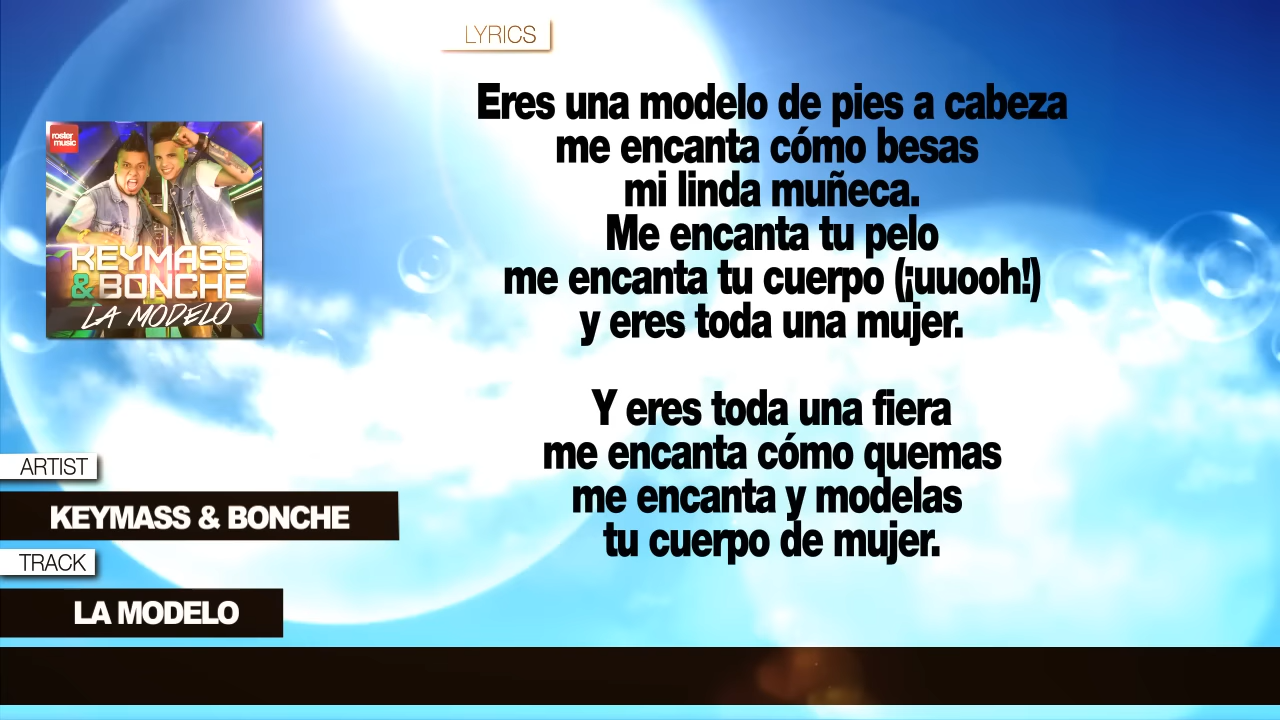 LYRICS
Eres una modelo de pies a cabeza
me encanta cómo besas
mi linda muñeca.
Me encanta tu pelo
me encanta tu cuerpo (¡uuooh!)
y eres toda una mujer.
Y eres toda una fiera
me encanta cómo quemas
me encanta y modelas
tu cuerpo de mujer.
roster
music
KEYMASS
& BONCHE
LA MODELO
ARTIST
KEYMASS & BONCHE
TRACK
LA MODELO